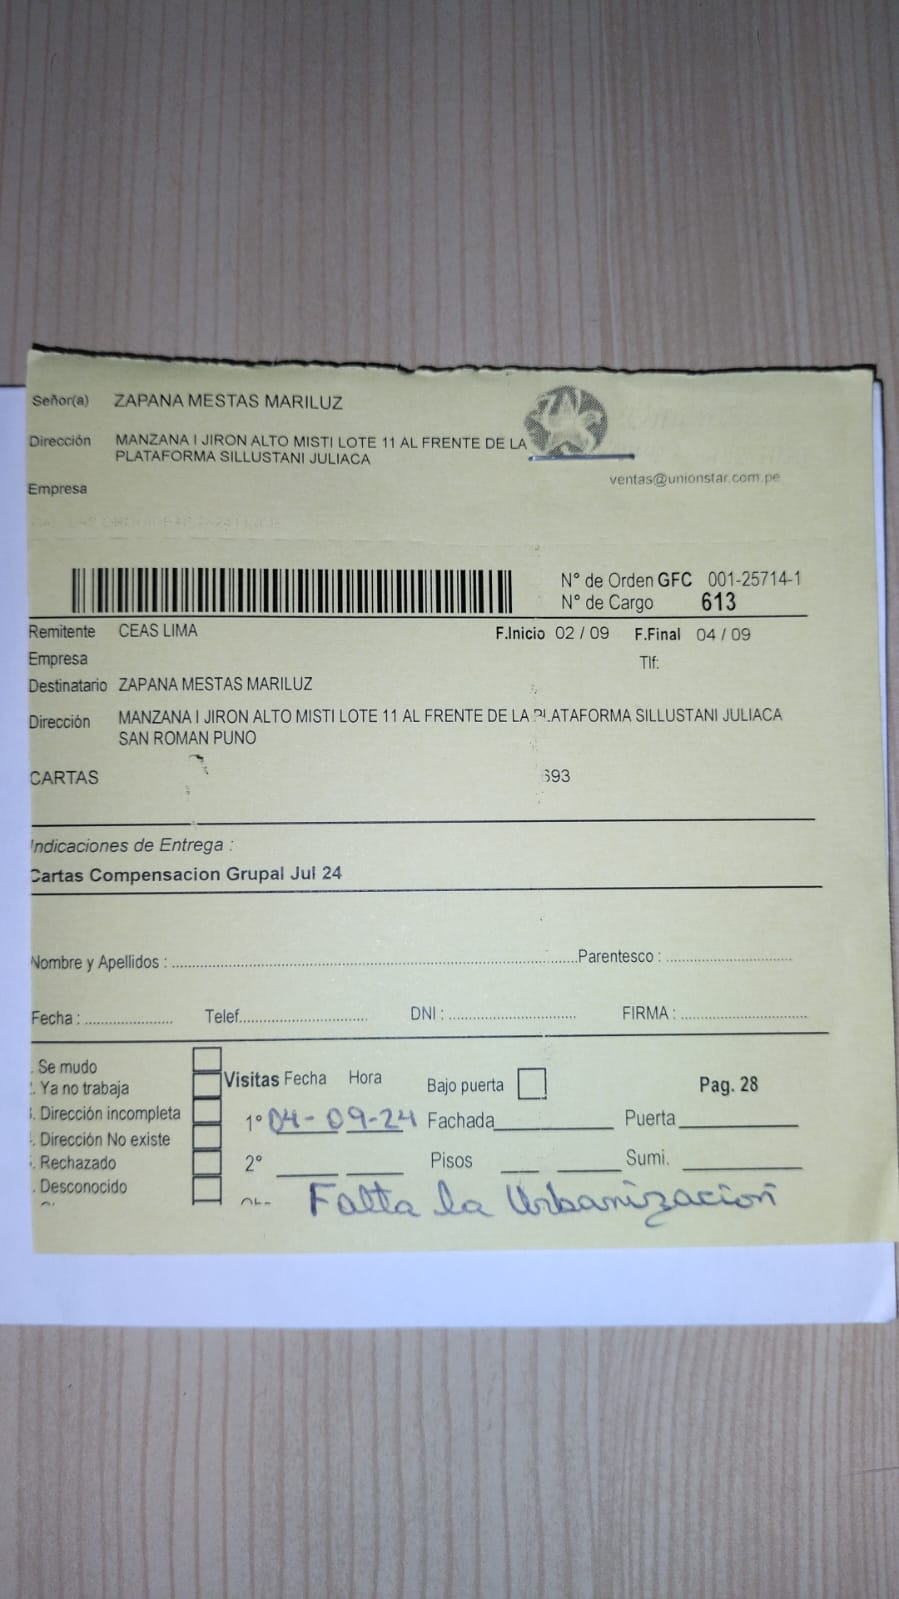 Señor(a) ZAPANA MESTAS MARILUZ
Dirección MANZANA I JIRON ALTO MISTI LOTE 11 AL FRENTE DE LA
PLATAFORMA SILLUSTANI JULIACA
ventas@unionstar.com.pe
Empresa
N° de Orden GFC 001-25714-1
N° de Cargo 613
Remitente CEAS LIMA F.Inicio 02 / 09 F.Final 04 / 09
Empresa Tlf:
Destinatario ZAPANA MESTAS MARILUZ
Dirección MANZANA I JIRON ALTO MISTI LOTE 11 AL FRENTE DE LA PLATAFORMA SILLUSTANI JULIACA
SAN ROMAN PUNO
CARTAS 693
Indicaciones de Entrega :
Cartas Compensacion Grupal Jul 24
Nombre y Apellidos : Parentesco :
Fecha : Telef. DNI : FIRMA :
. Se mudo
Visitas Fecha Hora Bajo puerta Pag. 28
. Ya no trabaja
. Dirección incompleta 1° 04-09-24 Fachada Puerta
. Dirección No existe
. Rechazado 2° Pisos Sumi.
. Desconocido
Falta la Urbanización